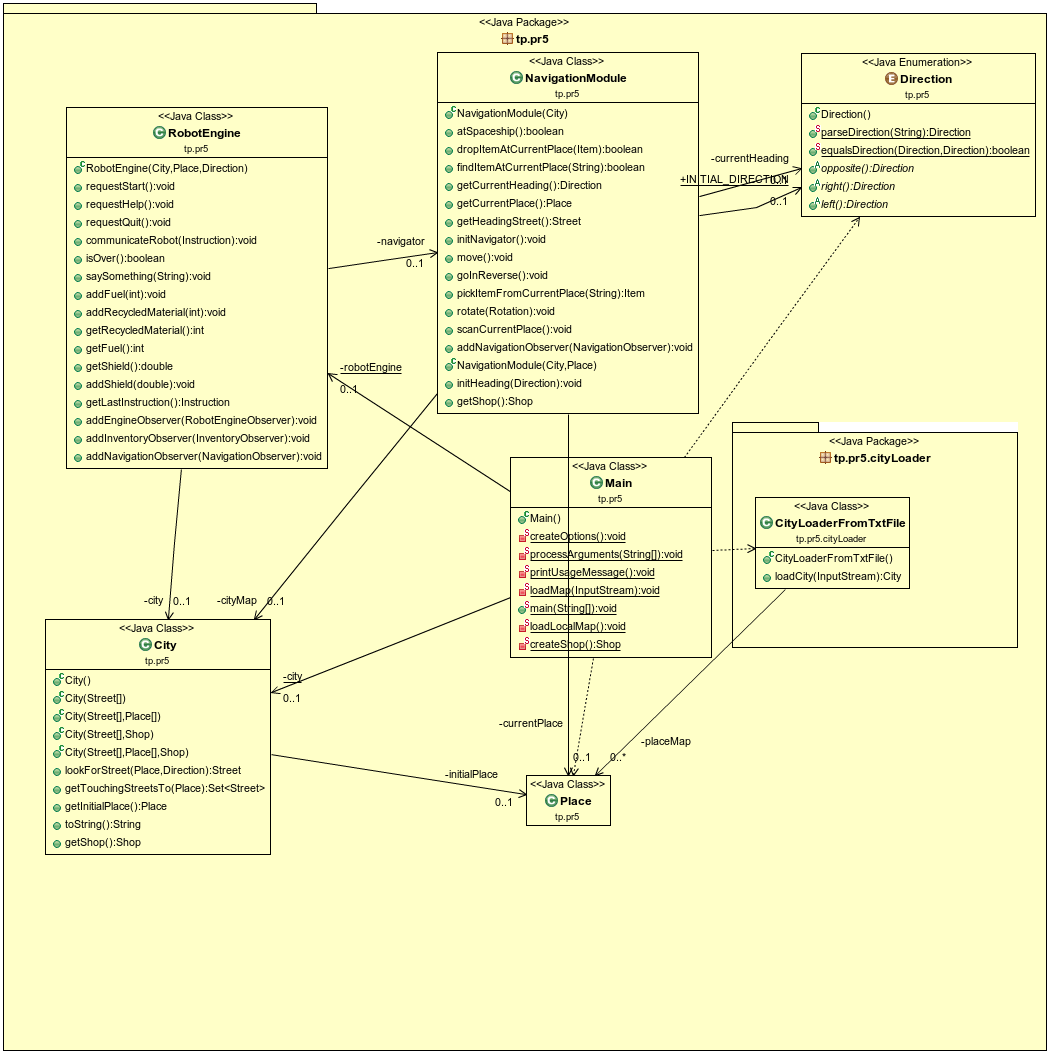 <<Java Package>>
tp.pr5
<<Java Class>>
RobotEngine
tp.pr5
RobotEngine(City,Place,Direction)
requestStart():void
requestHelp():void
requestQuit():void
communicateRobot(Instruction):void
isOver():boolean
saySomething(String):void
addFuel(int):void
addRecycledMaterial(int):void
getRecycledMaterial():int
getFuel():int
getShield():double
addShield(double):void
getLastInstruction():Instruction
addEngineObserver(RobotEngineObserver):void
addInventoryObserver(InventoryObserver):void
addNavigationObserver(NavigationObserver):void
-navigator
0..1
<<Java Class>>
NavigationModule
tp.pr5
NavigationModule(City)
atSpaceship():boolean
dropItemAtCurrentPlace(Item):boolean
findItemAtCurrentPlace(String):boolean
getCurrentHeading():Direction
getCurrentPlace():Place
getHeadingStreet():Street
initNavigator():void
move():void
goInReverse():void
pickItemFromCurrentPlace(String):Item
rotate(Rotation):void
scanCurrentPlace():void
addNavigationObserver(NavigationObserver):void
NavigationModule(City,Place)
initHeading(Direction):void
getShop():Shop
-currentHeading
+INITIAL_DIRECTION
0..1
0..1
<<Java Enumeration>>
Direction
tp.pr5
Direction()
parseDirection(String):Direction
equalsDirection(Direction,Direction):boolean
opposite():Direction
right():Direction
left():Direction
-robotEngine
0..1
<<Java Class>>
Main
tp.pr5
Main()
createOptions():void
processArguments(String[]):void
printUsageMessage():void
loadMap(InputStream):void
main(String[]):void
loadLocalMap():void
createShop():Shop
<<Java Package>>
tp.pr5.cityLoader
<<Java Class>>
CityLoaderFromTxtFile
tp.pr5.cityLoader
CityLoaderFromTxtFile()
loadCity(InputStream):City
-city
0..1
-cityMap
0..1
<<Java Class>>
City
tp.pr5
City()
City(Street[])
City(Street[],Place[])
City(Street[],Shop)
City(Street[],Place[],Shop)
lookForStreet(Place,Direction):Street
getTouchingStreetsTo(Place):Set<Street>
getInitialPlace():Place
toString():String
getShop():Shop
-city
0..1
-initialPlace
0..1
-currentPlace
0..1
-placeMap
0..*
<<Java Class>>
Place
tp.pr5